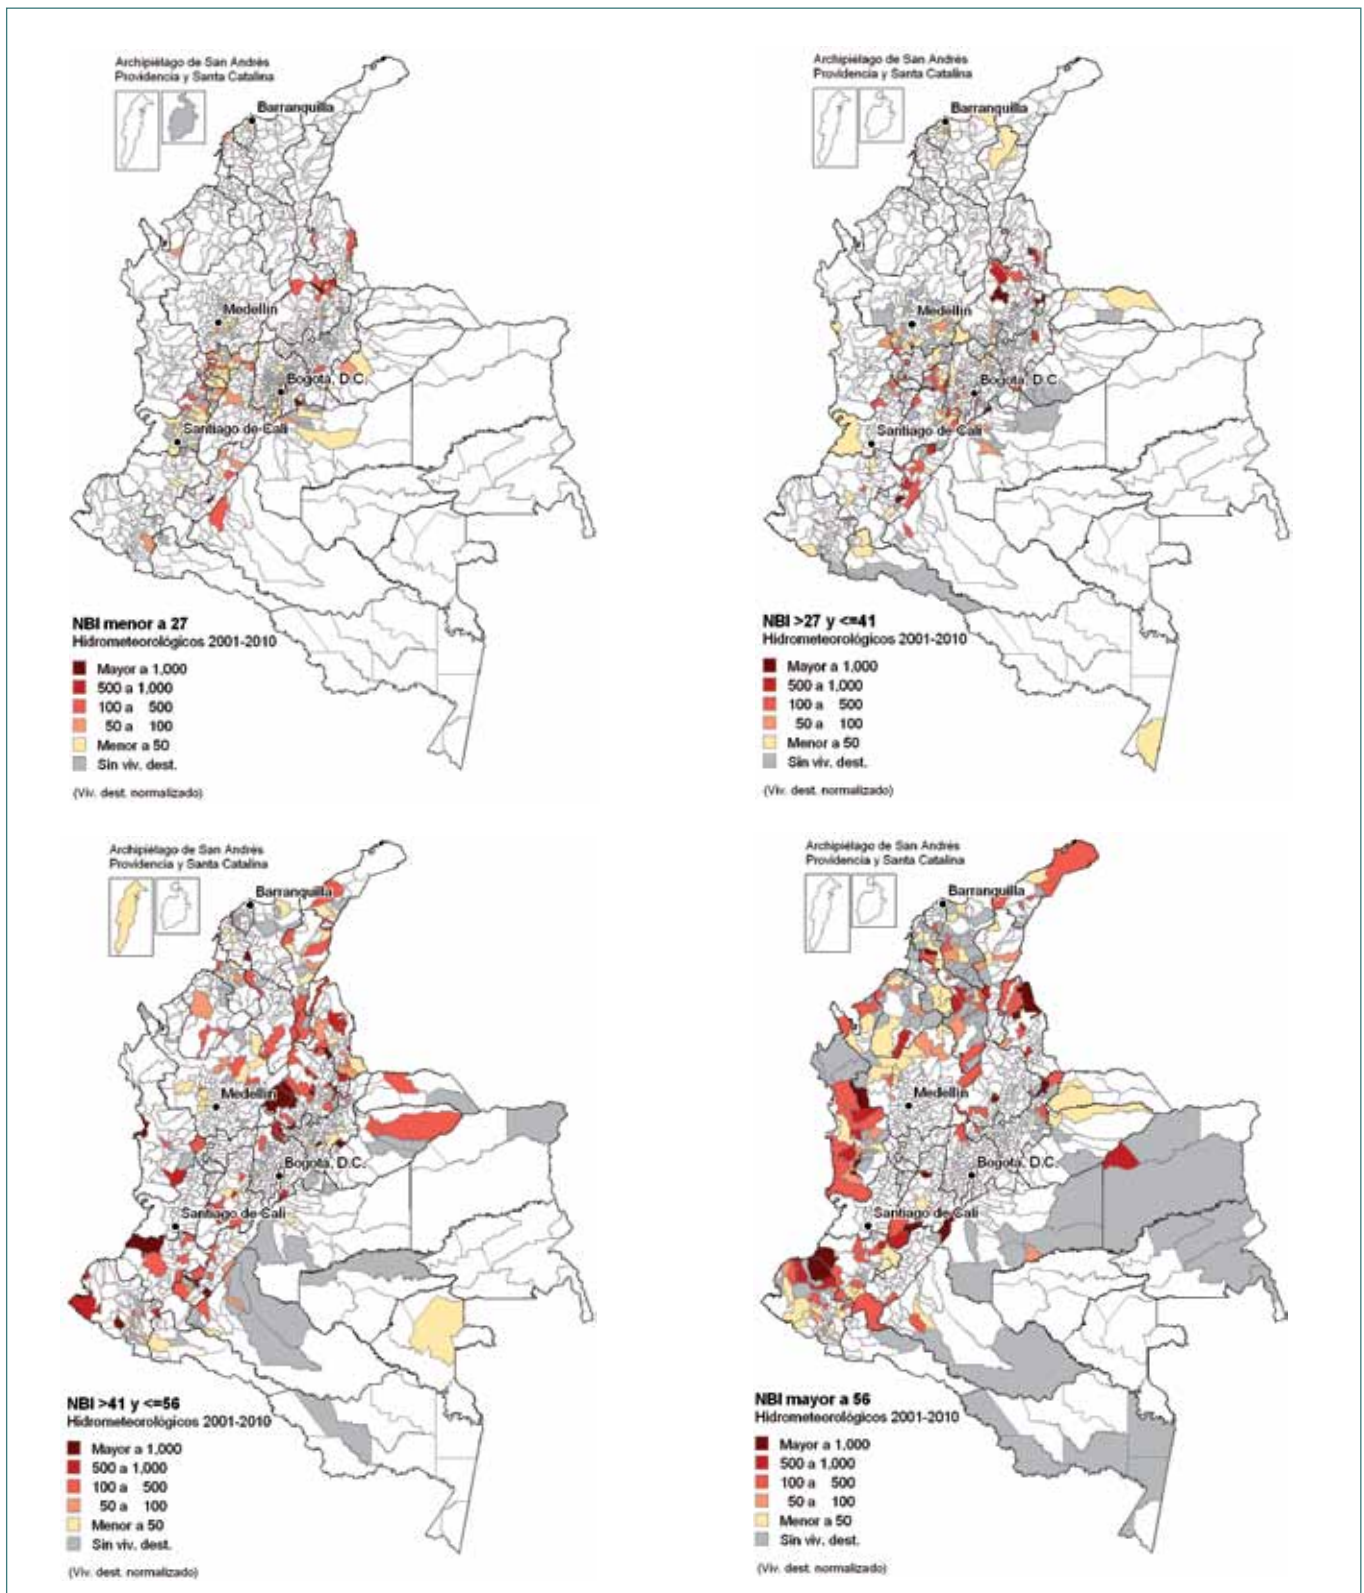 Archipiélago de San Andrés
Providencia y Santa Catalina
Barranquilla
Medellín
Bogotá, D.C.
Santiago de Cali
NBI menor a 27
Hidrometeorológicos 2001-2010
Mayor a 1,000
500 a 1,000
100 a 500
50 a 100
Menor a 50
Sin viv. dest.
(Viv. dest. normalizado)
Archipiélago de San Andrés
Providencia y Santa Catalina
Barranquilla
Medellín
Bogotá, D.C.
Santiago de Cali
NBI >27 y <=41
Hidrometeorológicos 2001-2010
Mayor a 1,000
500 a 1,000
100 a 500
50 a 100
Menor a 50
Sin viv. dest.
(Viv. dest. normalizado)
Archipiélago de San Andrés
Providencia y Santa Catalina
Barranquilla
Medellín
Bogotá, D.C.
Santiago de Cali
NBI >41 y <=56
Hidrometeorológicos 2001-2010
Mayor a 1,000
500 a 1,000
100 a 500
50 a 100
Menor a 50
Sin viv. dest.
(Viv. dest. normalizado)
Archipiélago de San Andrés
Providencia y Santa Catalina
Barranquilla
Medellín
Bogotá, D.C.
Santiago de Cali
NBI mayor a 56
Hidrometeorológicos 2001-2010
Mayor a 1,000
500 a 1,000
100 a 500
50 a 100
Menor a 50
Sin viv. dest.
(Viv. dest. normalizado)